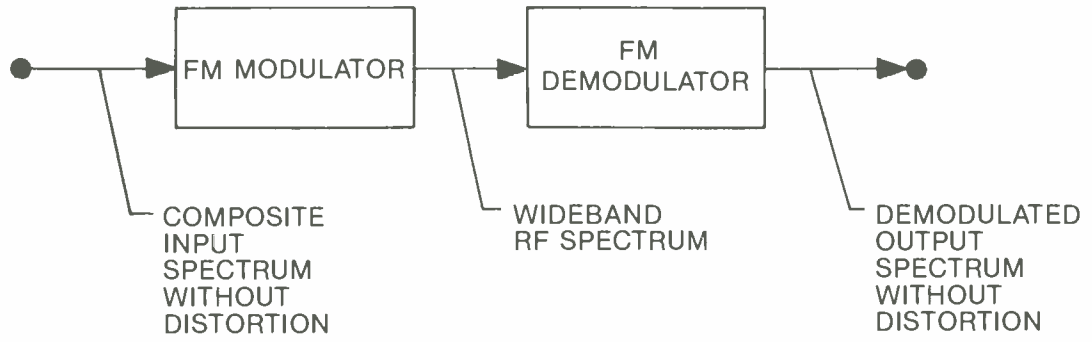 FM MODULATOR
FM
DEMODULATOR
COMPOSITE
INPUT
SPECTRUM
WITHOUT
DISTORTION
WIDEBAND
RF SPECTRUM
DEMODULATED
OUTPUT
SPECTRUM
WITHOUT
DISTORTION